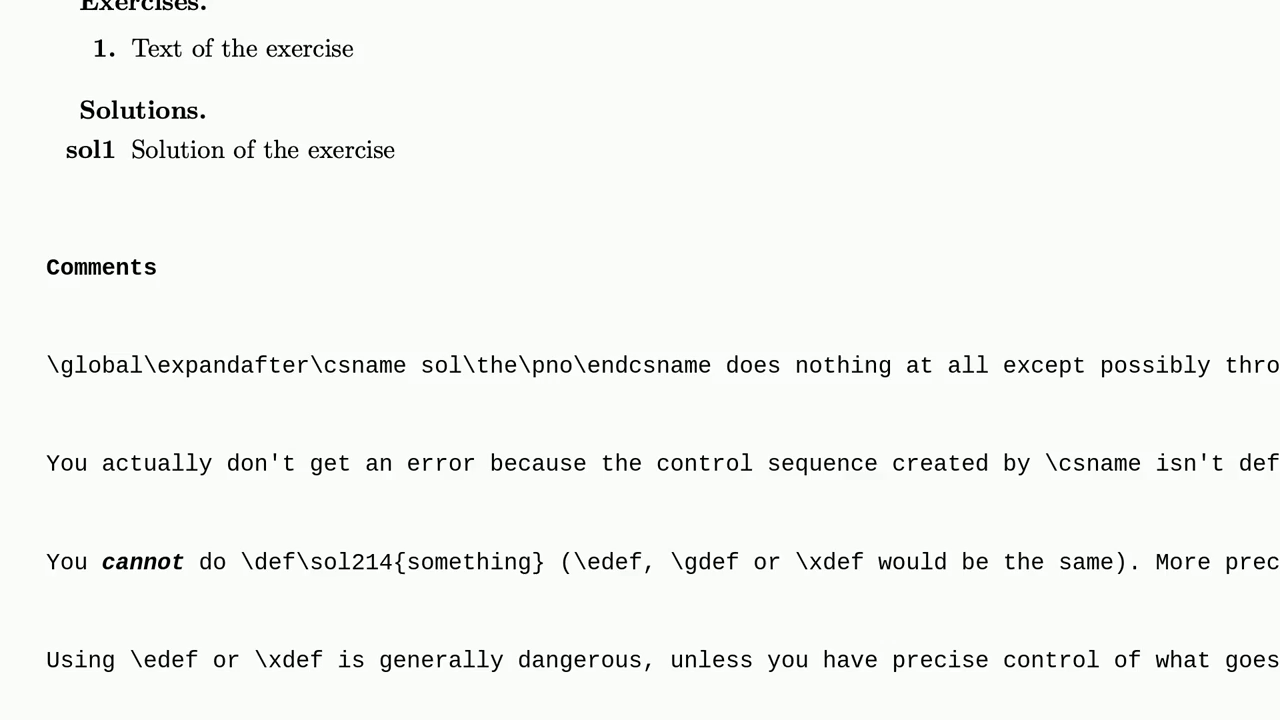 Exercises.
1. Text of the exercise
Solutions.
sol1 Solution of the exercise
Comments
\global\expandafter\csname sol\the\pno\endcsname does nothing at all except possibly thro
You actually don't get an error because the control sequence created by \csname isn't def
You cannot do \def\sol214{something} (\edef, \gdef or \xdef would be the same). More prec
Using \edef or \xdef is generally dangerous, unless you have precise control of what goes